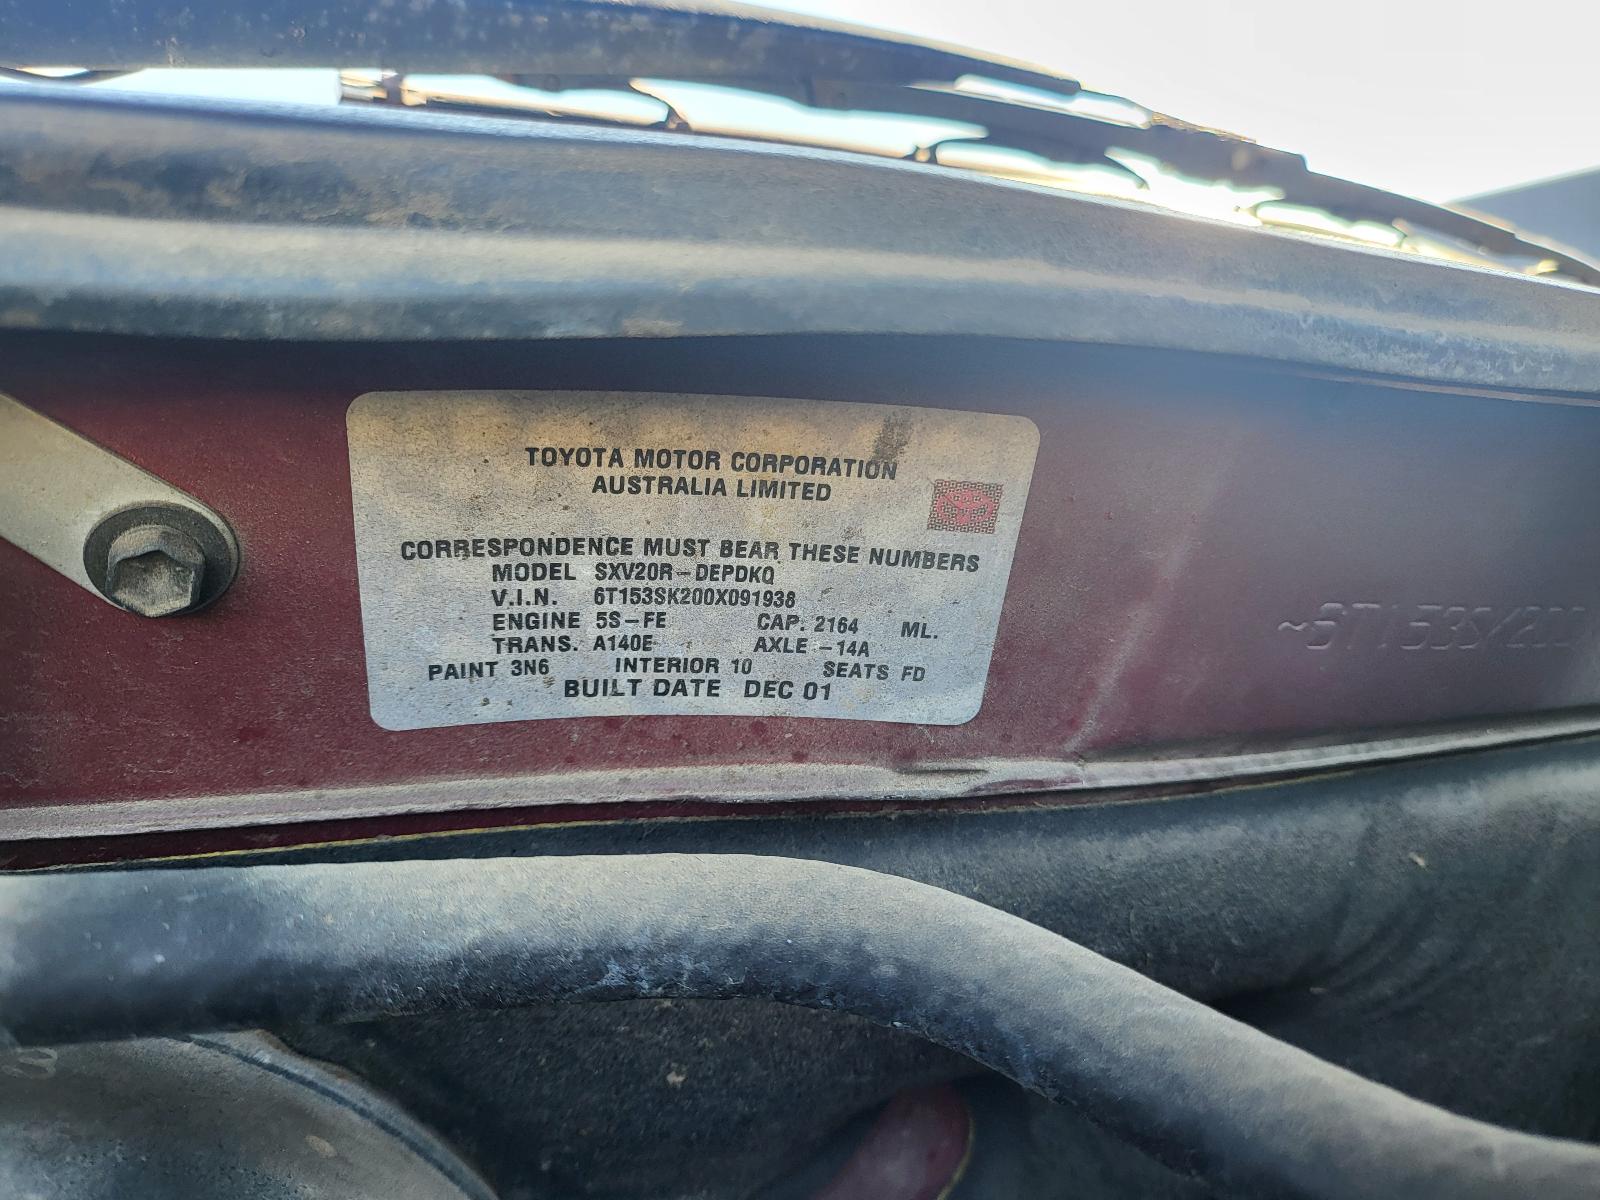 TOYOTA MOTOR CORPORATION
AUSTRALIA LIMITED
CORRESPONDENCE MUST BEAR THESE NUMBERS
MODEL SXV20R-DEPDKQ
V.I.N. 6T153SK200X091938
ENGINE 5S-FE CAP. 2164 ML.
TRANS. A140E AXLE -14A
PAINT 3N6 INTERIOR 10 SEATS FD
BUILT DATE DEC 01